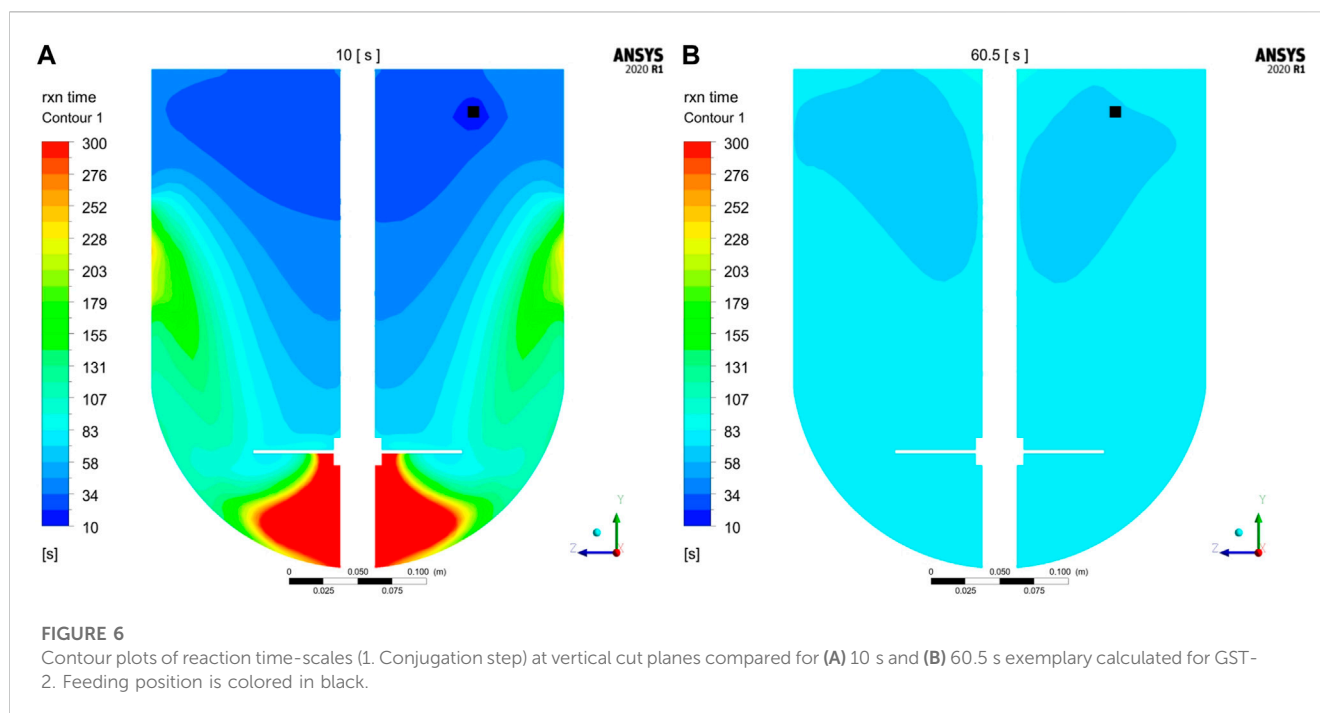 A
10 [ s ]
ANSYS
2020 R1
rxn time
Contour 1
300
276
252
228
203
179
155
131
107
83
58
34
10
[s]
Y
Z
X
0 0.050 0.100 (m)
0.025 0.075
B
60.5 [ s ]
ANSYS
2020 R1
rxn time
Contour 1
300
276
252
228
203
179
155
131
107
83
58
34
10
[s]
Y
Z
X
0 0.050 0.100 (m)
0.025 0.075
FIGURE 6
Contour plots of reaction time-scales (1. Conjugation step) at vertical cut planes compared for (A) 10 s and (B) 60.5 s exemplary calculated for GST-
2. Feeding position is colored in black.